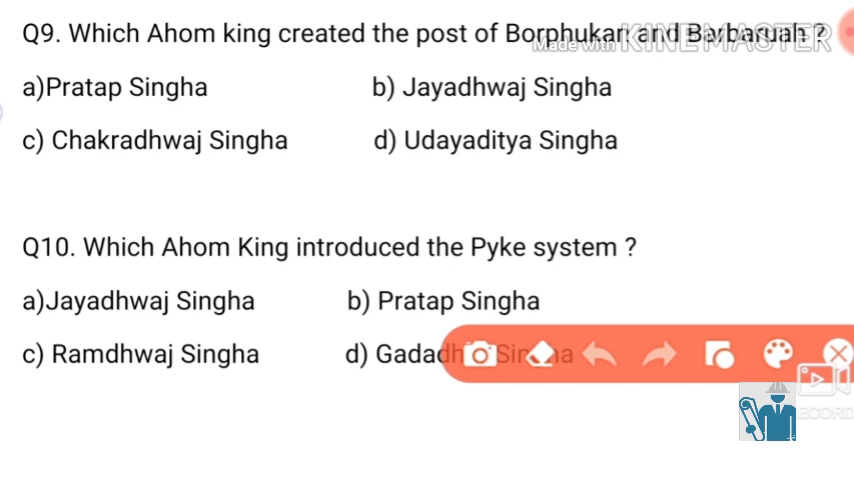 Q9. Which Ahom king created the post of Borphukan and Barbaruah ?
Made with KINEMASTER
a)Pratap Singha b) Jayadhwaj Singha
c) Chakradhwaj Singha d) Udayaditya Singha
Q10. Which Ahom King introduced the Pyke system ?
a)Jayadhwaj Singha b) Pratap Singha
c) Ramdhwaj Singha d)